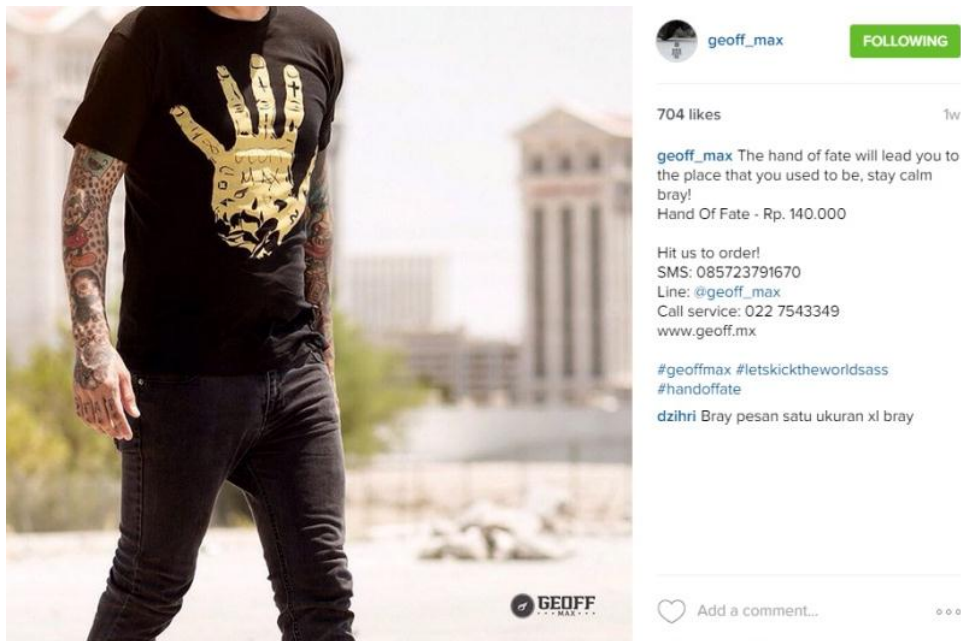 geoff_max
FOLLOWING
704 likes
1w
geoff_max The hand of fate will lead you to
the place that you used to be, stay calm
bray!
Hand Of Fate - Rp. 140.000
Hit us to order!
SMS: 085723791670
Line: @geoff_max
Call service: 022 7543349
www.geoff.mx
#geoffmax #letskicktheworldsass
#handoffate
dzihri Bray pesan satu ukuran xl bray
Add a comment...
GEOFF
MAX